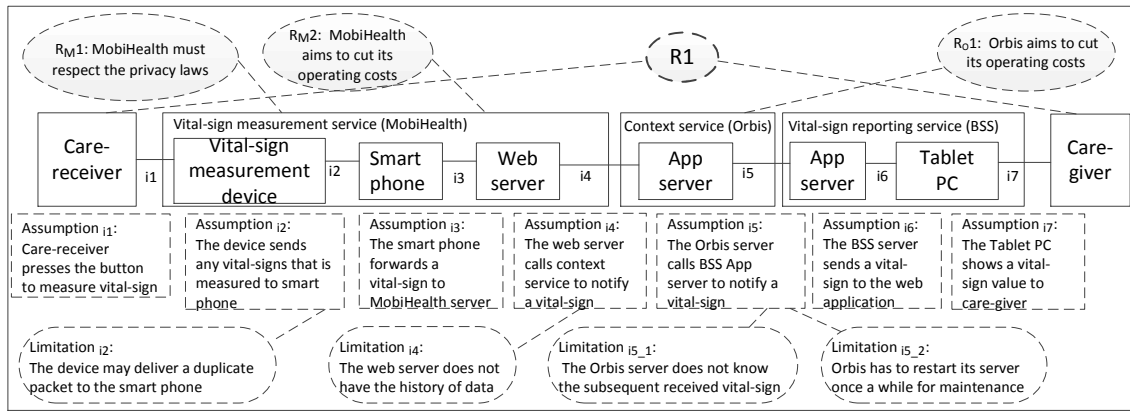 R_M1: MobiHealth must
respect the privacy laws
R_M2: MobiHealth
aims to cut its
operating costs
R1
R_o1: Orbis aims to cut
its operating costs
Care-
receiver
i1
Vital-sign measurement service (MobiHealth)
Vital-sign
measurement
device
i2
Smart
phone
i3
Web
server
i4
Context service (Orbis)
App
server
i5
Vital-sign reporting service (BSS)
App
server
i6
Tablet
PC
i7
Care-
giver
Assumption i1:
Care-receiver
presses the button
to measure vital-sign
Assumption i2:
The device sends
any vital-signs that is
measured to smart
phone
Assumption i3:
The smart phone
forwards a
vital-sign to
MobiHealth server
Assumption i4:
The web server
calls context
service to notify
a vital-sign
Assumption i5:
The Orbis server
calls BSS App
server to notify a
vital-sign
Assumption i6:
The BSS server
sends a vital-
sign to the web
application
Assumption i7:
The Tablet PC
shows a vital-
sign value to
care-giver
Limitation i2:
The device may deliver a duplicate
packet to the smart phone
Limitation i4:
The web server does not
have the history of data
Limitation i5_1:
The Orbis server does not know
the subsequent received vital-sign
Limitation i5_2:
Orbis has to restart its server
once a while for maintenance